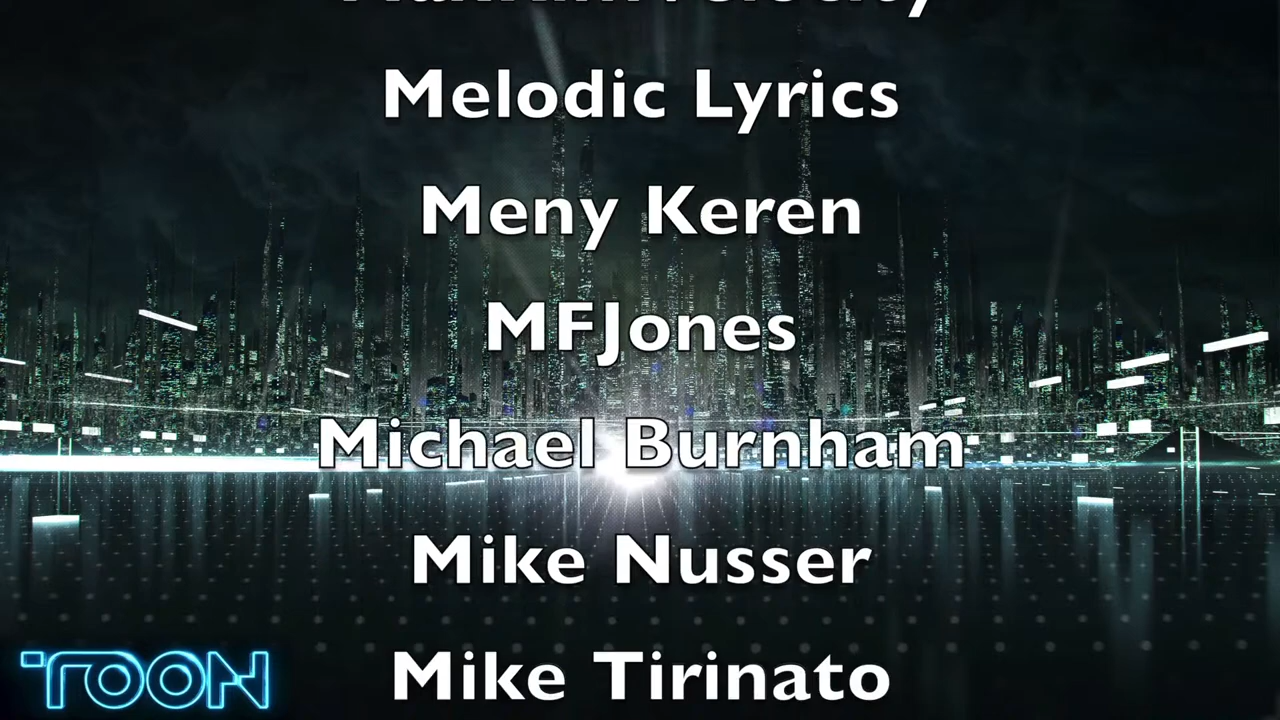 Melodic Lyrics
Meny Keren
MFJones
Michael Burnham
Mike Nusser
Mike Tirinato
TOON